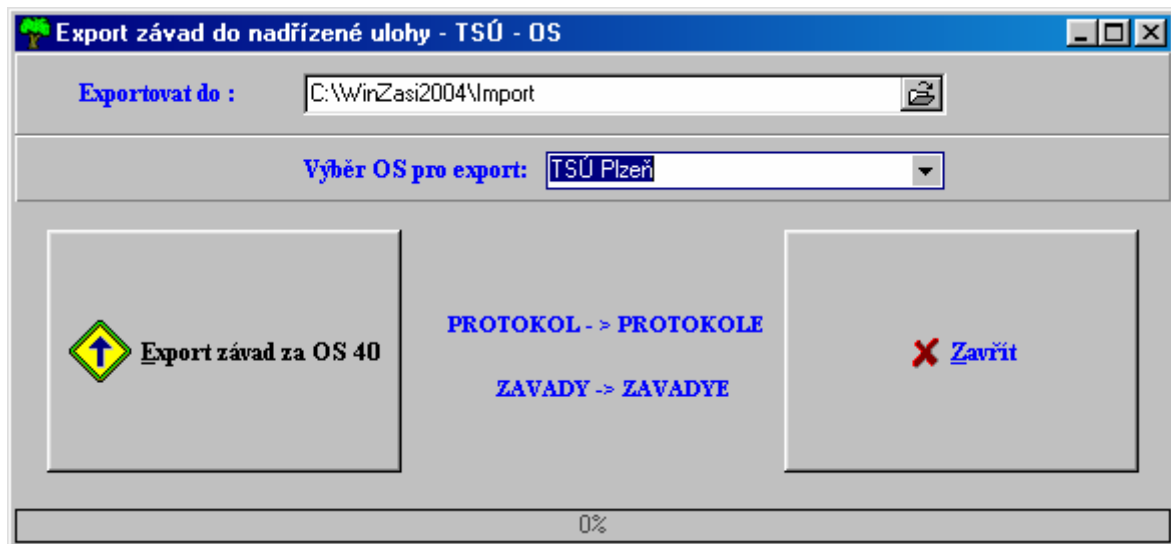 Export závad do nadřízené ulohy - TSÚ - OS
Exportovat do :
C:\WinZasi2004\Import
Výběr OS pro export:
TSÚ Plzeň
Export závad za OS 40
PROTOKOL - > PROTOKOLE
ZAVADY -> ZAVADYE
Zavřít
0%